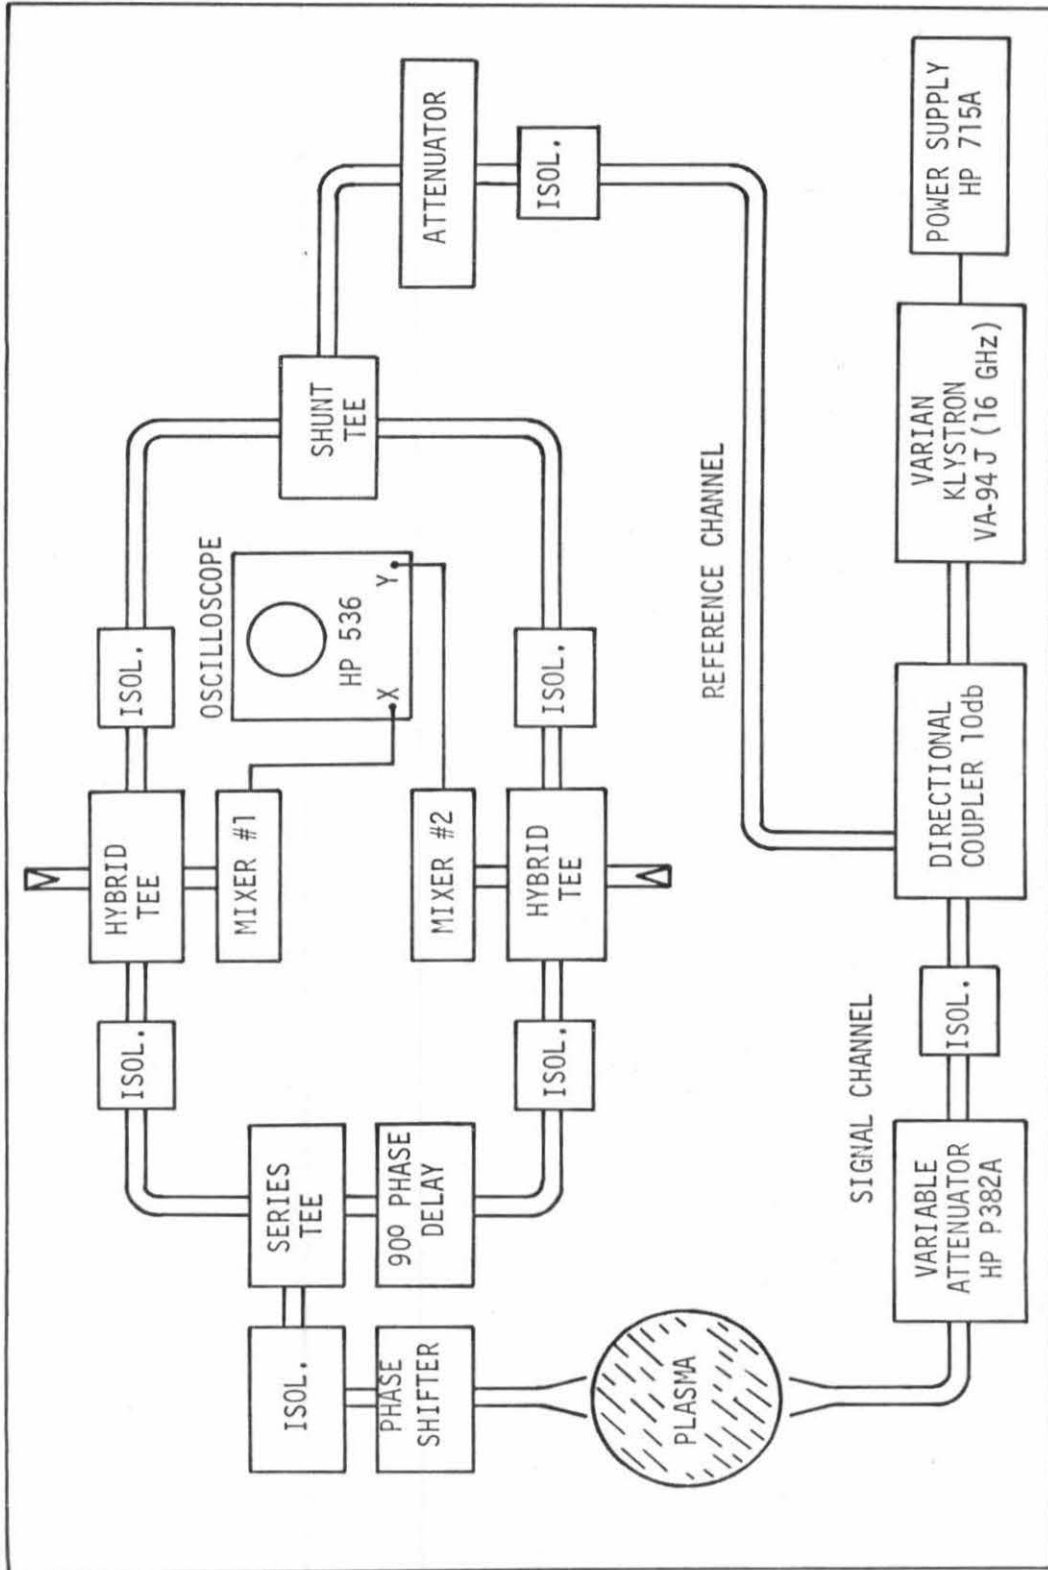 ISOL.
HYBRID
TEE
ISOL.
OSCILLOSCOPE
MIXER #1
ISOL.
SERIES
TEE
SHUNT
TEE
HP 536
X
Y
PHASE
SHIFTER
90º PHASE
DELAY
MIXER #2
ATTENUATOR
ISOL.
HYBRID
TEE
ISOL.
ISOL.
PLASMA
REFERENCE CHANNEL
SIGNAL CHANNEL
VARIABLE
ATTENUATOR
HP P382A
ISOL.
DIRECTIONAL
COUPLER 10db
VARIAN
KLYSTRON
VA-94J (16 GHz)
POWER SUPPLY
HP 715A